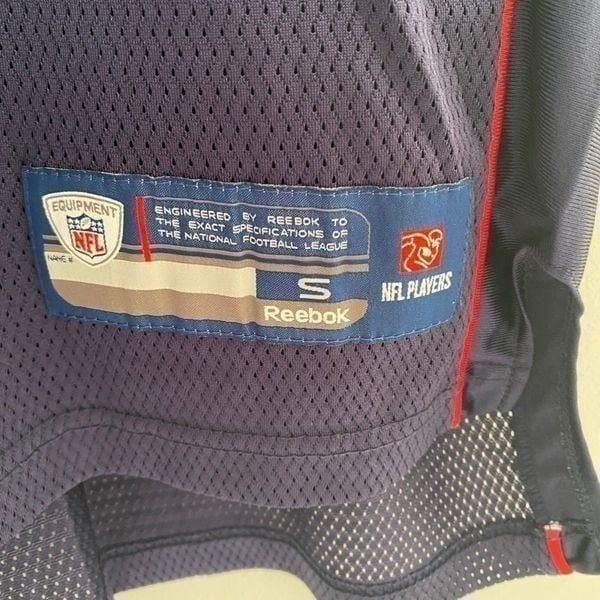 EQUIPMENT
NFL
NAME #
ENGINEERED BY REEBOK TO
THE EXACT SPECIFICATIONS OF
THE NATIONAL FOOTBALL LEAGUE
S
Reebok
NFL PLAYERS